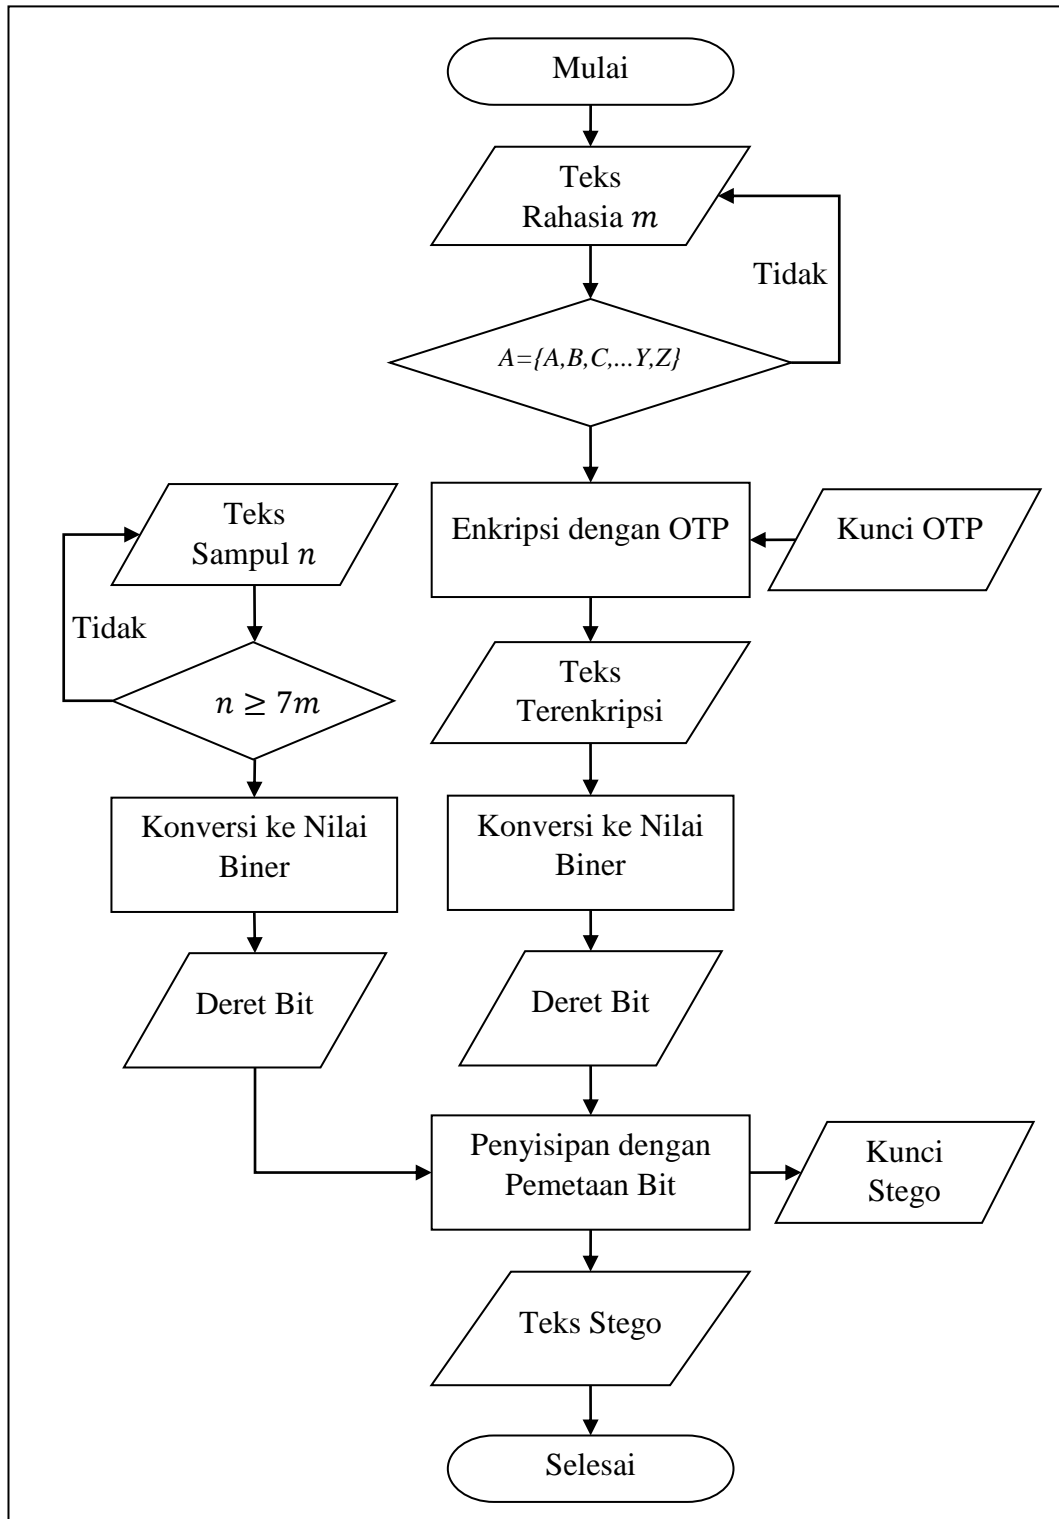 Mulai
Teks
Rahasia m
Tidak
A={A,B,C,...Y,Z}
Teks
Sampul n
Enkripsi dengan OTP
Kunci OTP
Tidak
n ≥ 7m
Teks
Terenkripsi
Konversi ke Nilai
Biner
Konversi ke Nilai
Biner
Deret Bit
Deret Bit
Penyisipan dengan
Pemetaan Bit
Kunci
Stego
Teks Stego
Selesai